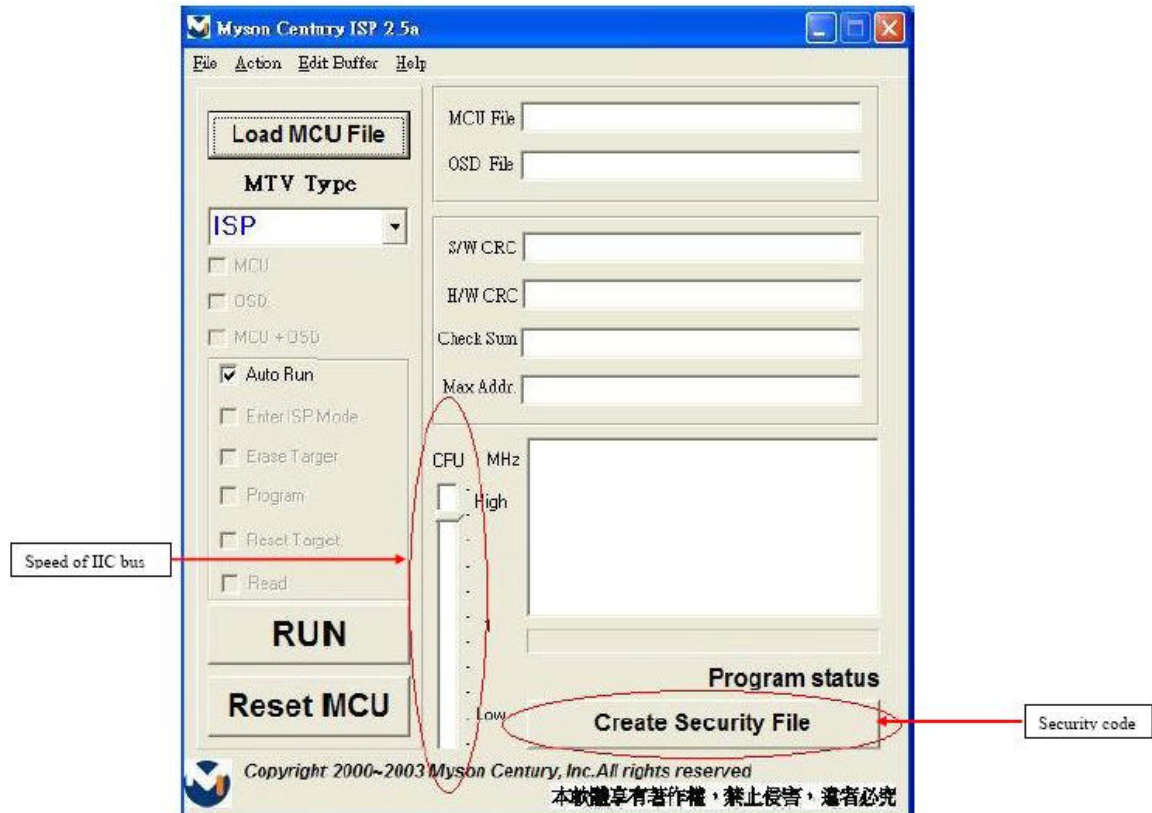 Myson Century ISP 2.5a
File Action Edit Buffer Help
Load MCU File
MTV Type
ISP
MCU
OSD
MCU + OSD
Auto Run
Enter ISP Mode
Erase Targer
Program
Reset Target
Read
RUN
Reset MCU
MCU File
OSD File
S/W CRC
H/W CRC
Check Sum
Max Addr.
CPU MHz
High
Low
Program status
Create Security File
Speed of IIC bus
Security code
Copyright 2000~2003 Myson Century, Inc.All rights reserved
本軟體享有著作權，禁止侵害，違者必究